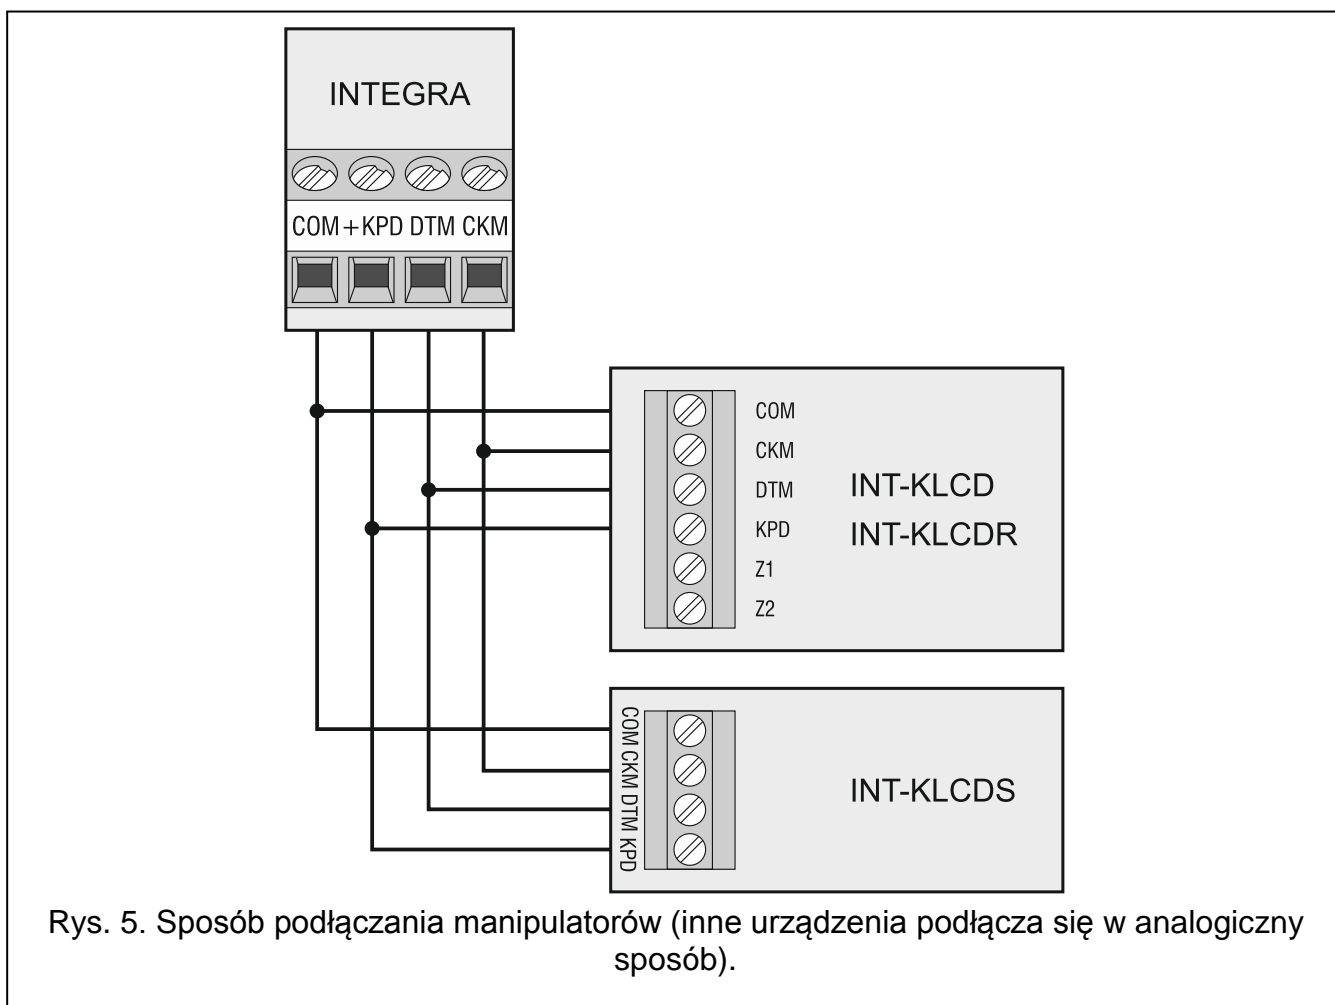 INTEGRA
COM +KPD DTM CKM
COM
CKM
DTM
KPD
Z1
Z2
INT-KLCD
INT-KLCDR
COM CKM DTM KPD
INT-KLCDS
Rys. 5. Sposób podłączania manipulatorów (inne urządzenia podłącza się w analogiczny
sposób).